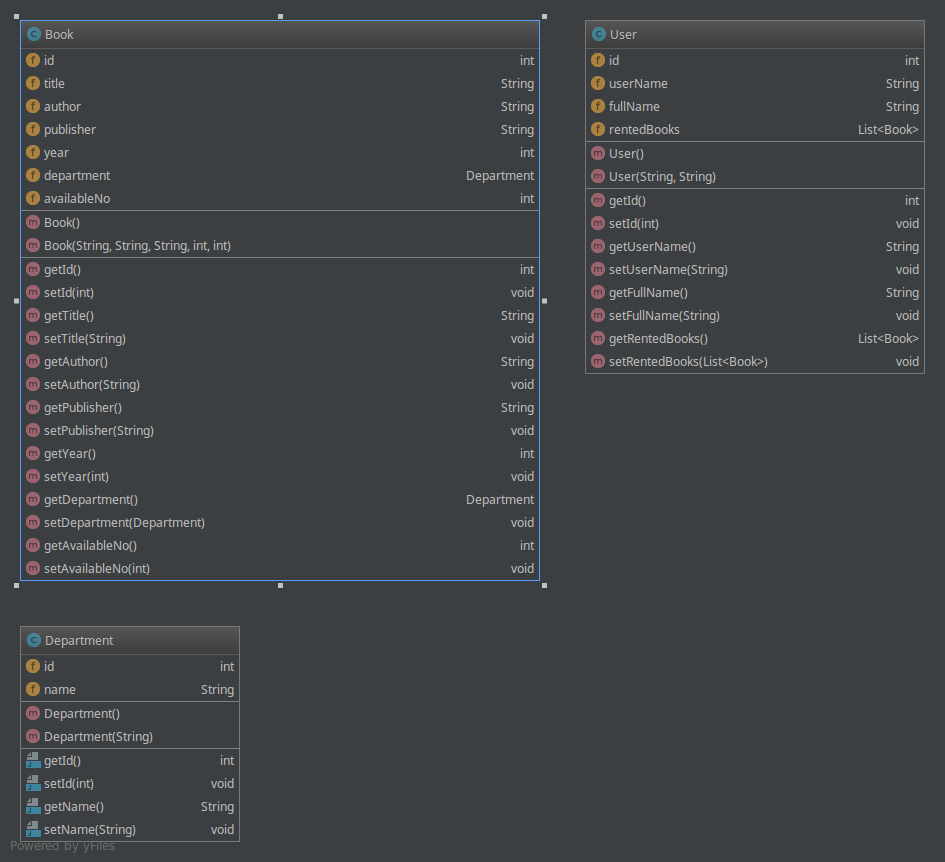 Book
id int
title String
author String
publisher String
year int
department Department
availableNo int
Book()
Book(String, String, String, int, int)
getId() int
setId(int) void
getTitle() String
setTitle(String) void
getAuthor() String
setAuthor(String) void
getPublisher() String
setPublisher(String) void
getYear() int
setYear(int) void
getDepartment() Department
setDepartment(Department) void
getAvailableNo() int
setAvailableNo(int) void
User
id int
userName String
fullName String
rentedBooks List<Book>
User()
User(String, String)
getId() int
setId(int) void
getUserName() String
setUserName(String) void
getFullName() String
setFullName(String) void
getRentedBooks() List<Book>
setRentedBooks(List<Book>) void
Department
id int
name String
Department()
Department(String)
getId() int
setId(int) void
getName() String
setName(String) void
Powered by yFiles